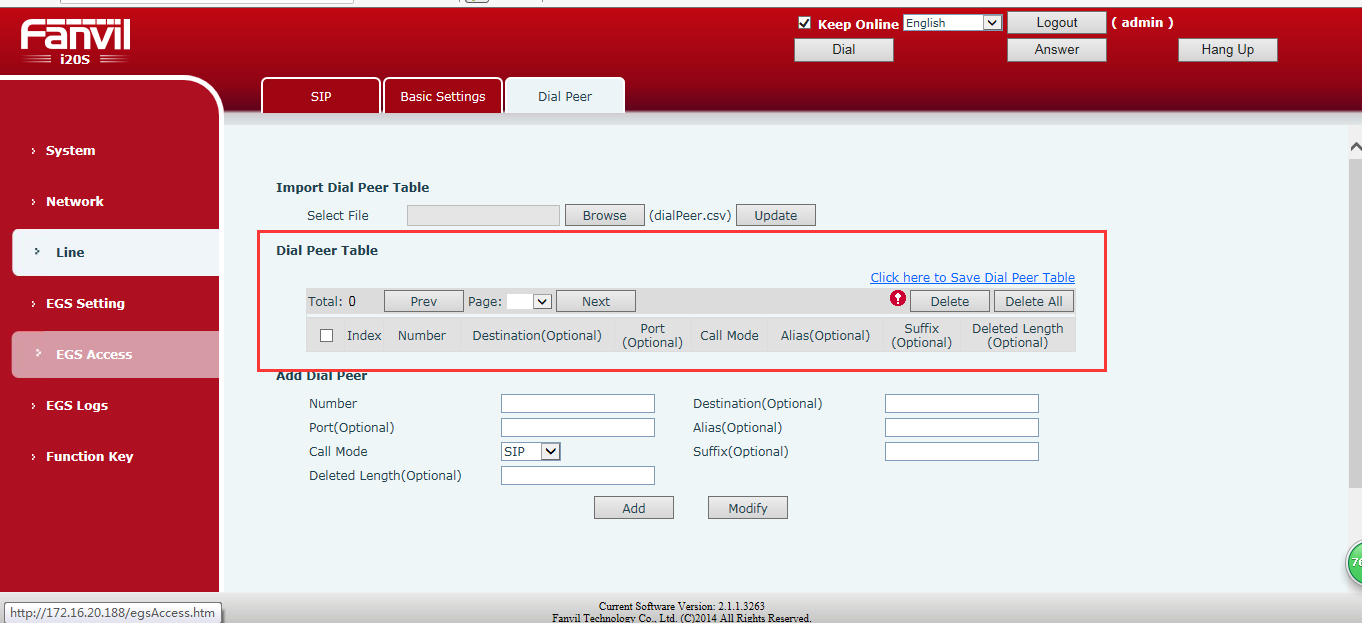 Fanvil
i20S
Keep Online English Logout ( admin )
Dial Answer Hang Up
SIP Basic Settings Dial Peer
System
Network
Line
EGS Setting
EGS Access
EGS Logs
Function Key
Import Dial Peer Table
Select File Browse (dialPeer.csv) Update
Dial Peer Table
Click here to Save Dial Peer Table
Total: 0 Prev Page: Next Delete Delete All
Index Number Destination(Optional) Port (Optional) Call Mode Alias(Optional) Suffix (Optional) Deleted Length (Optional)
Add Dial Peer
Number Destination(Optional)
Port(Optional) Alias(Optional)
Call Mode SIP Suffix(Optional)
Deleted Length(Optional)
Add Modify
76
http://172.16.20.188/egsAccess.htm
Current Software Version: 2.1.1.3263
Fanvil Technology Co., Ltd. (C)2014 All Rights Reserved.